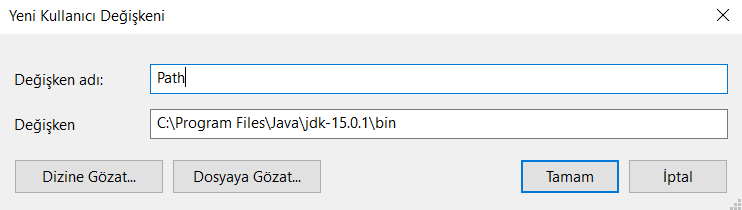 Yeni Kullanıcı Değişkeni
Değişken adı:
Path
Değişken
C:\Program Files\Java\jdk-15.0.1\bin
Dizine Gözat...
Dosyaya Gözat...
Tamam
İptal